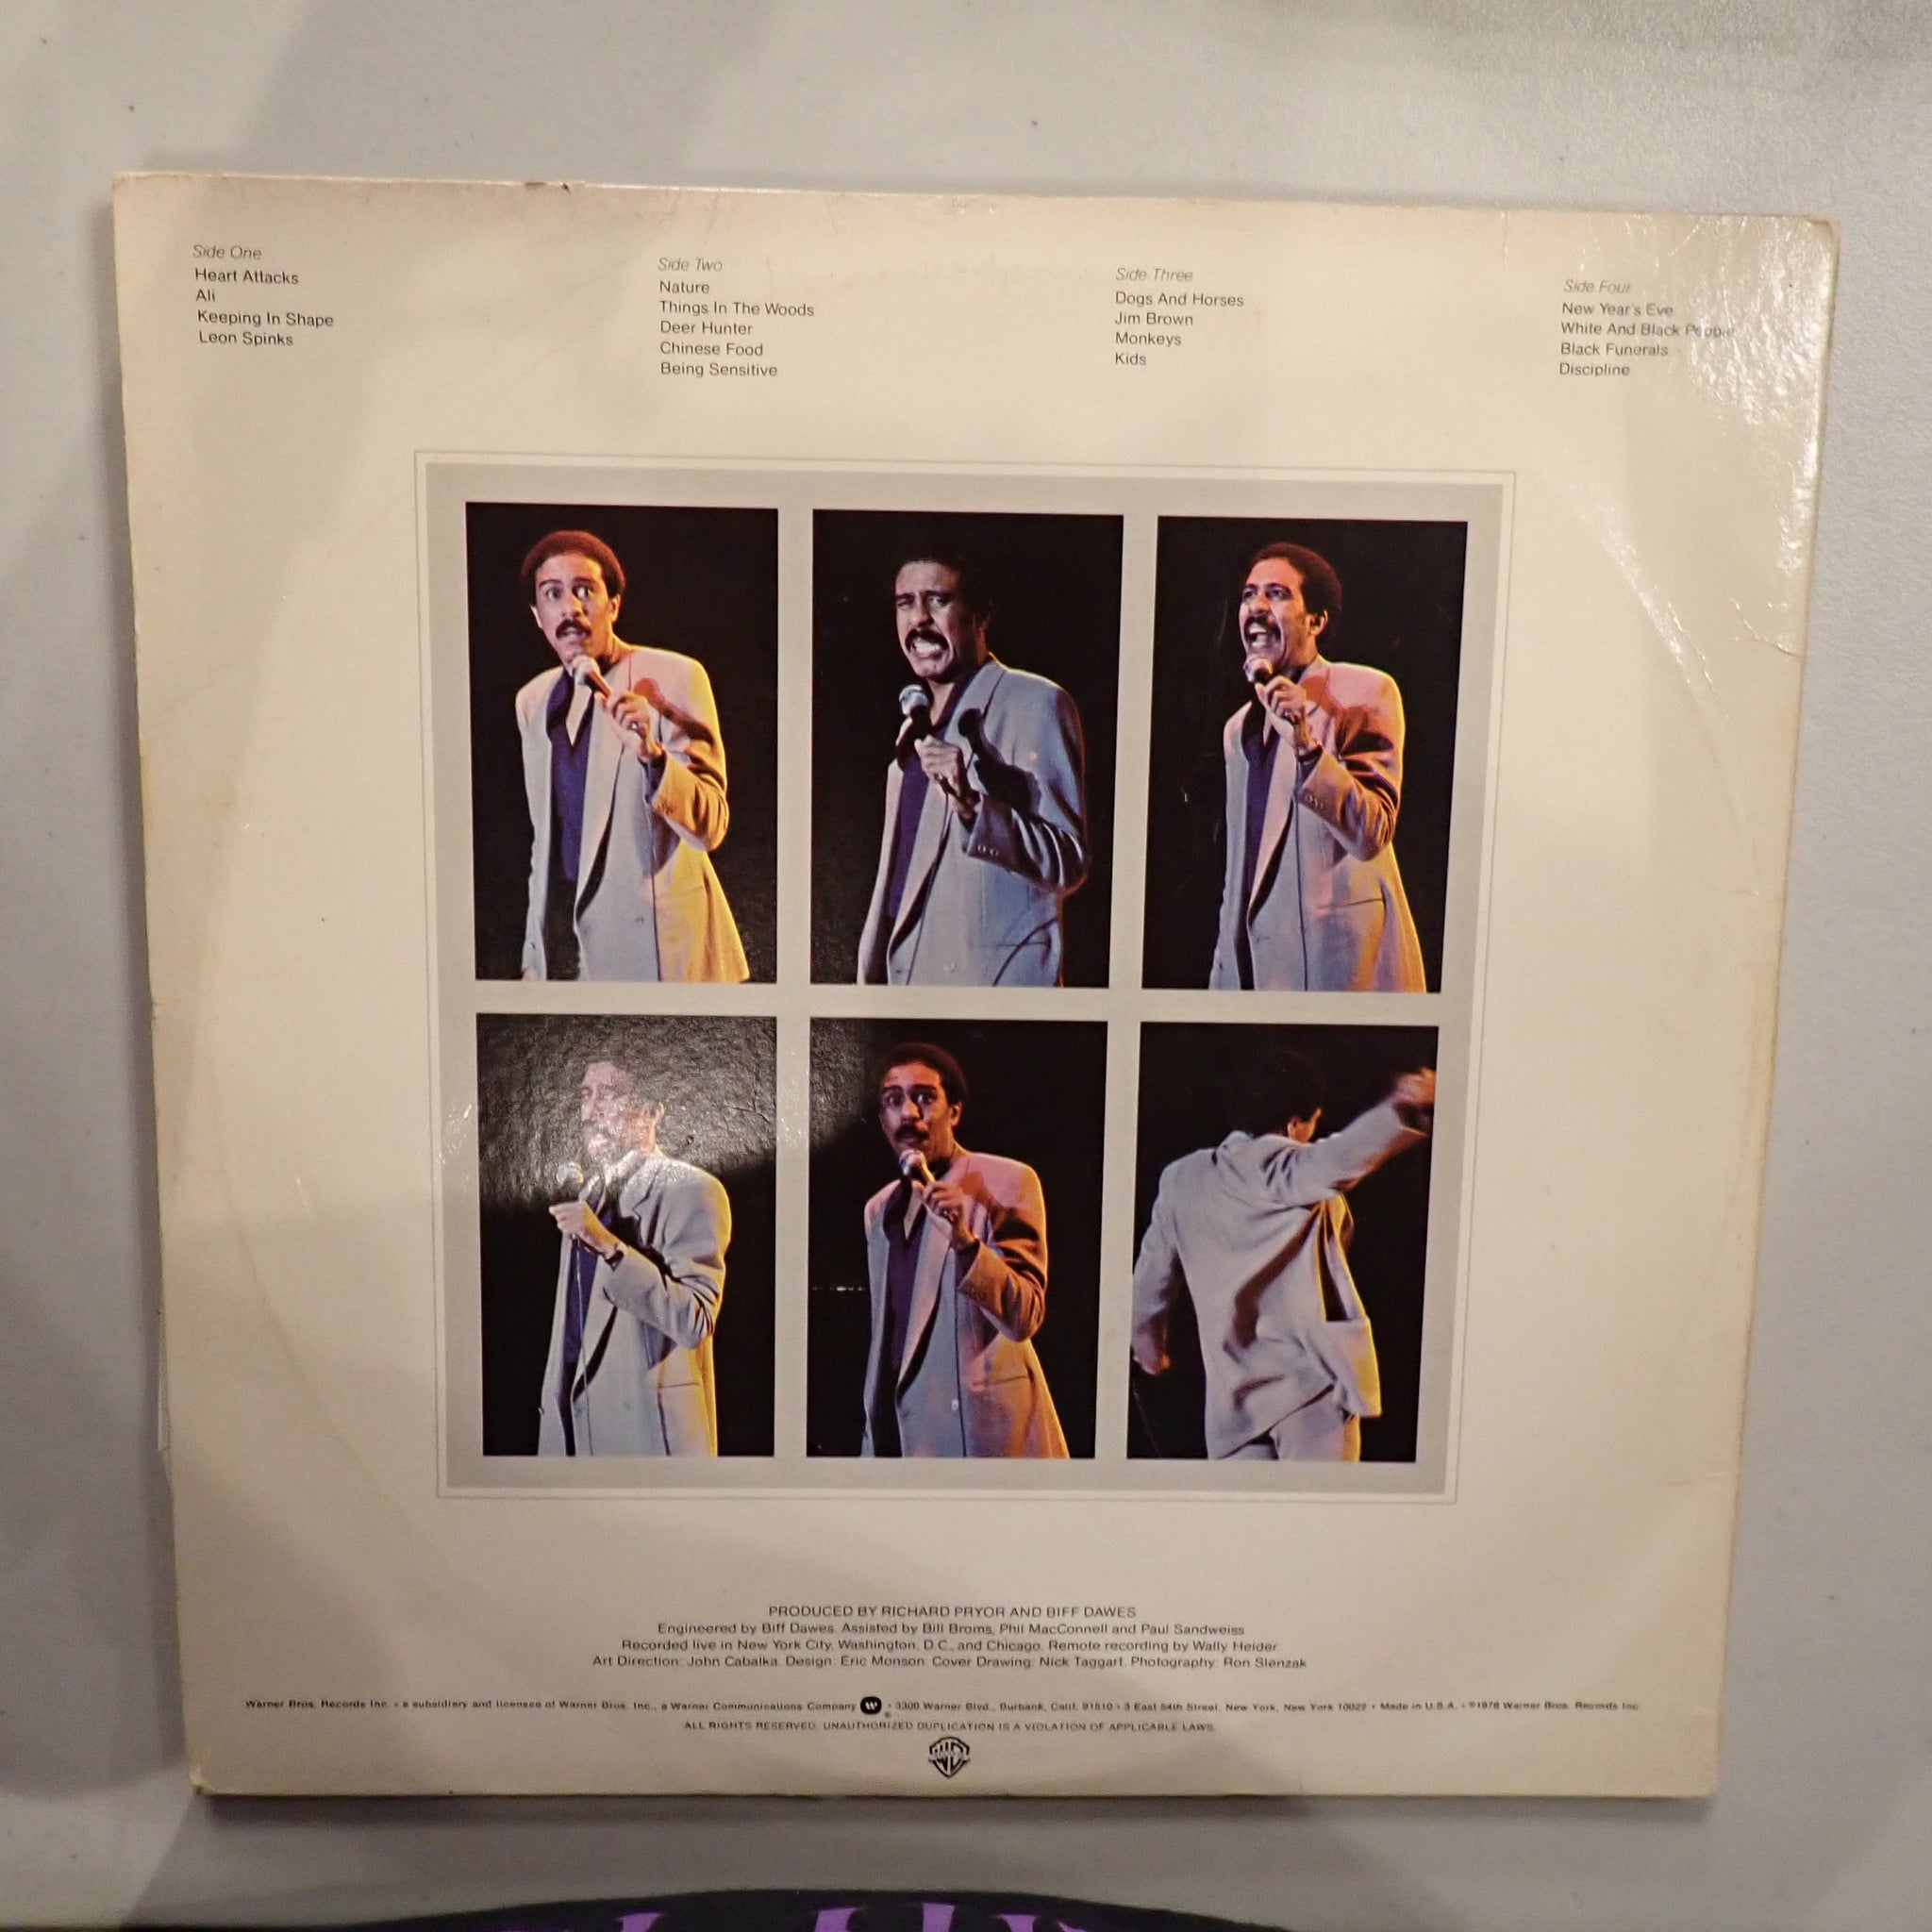 Side One
Heart Attacks
Ali
Keeping In Shape
Leon Spinks
Side Two
Nature
Things In The Woods
Deer Hunter
Chinese Food
Being Sensitive
Side Three
Dogs And Horses
Jim Brown
Monkeys
Kids
Side Four
New Year's Eve
White And Black People
Black Funerals
Discipline
PRODUCED BY RICHARD PRYOR AND BIFF DAWES
Engineered by Biff Dawes. Assisted by Bill Broms, Phil MacConnell and Paul Sandweiss
Recorded live in New York City, Washington, D.C., and Chicago. Remote recording by Wally Heider
Art Direction: John Cabalka. Design: Eric Monson. Cover Drawing: Nick Taggart. Photography: Ron Slenzak
Warner Bros. Records Inc. • a subsidiary and licensee of Warner Bros. Inc., a Warner Communications Company • 3300 Warner Blvd., Burbank, Calif. 91510 • 3 East 54th Street, New York, New York 10022 • Made in U.S.A. • ©1978 Warner Bros. Records Inc.
ALL RIGHTS RESERVED. UNAUTHORIZED DUPLICATION IS A VIOLATION OF APPLICABLE LAWS.